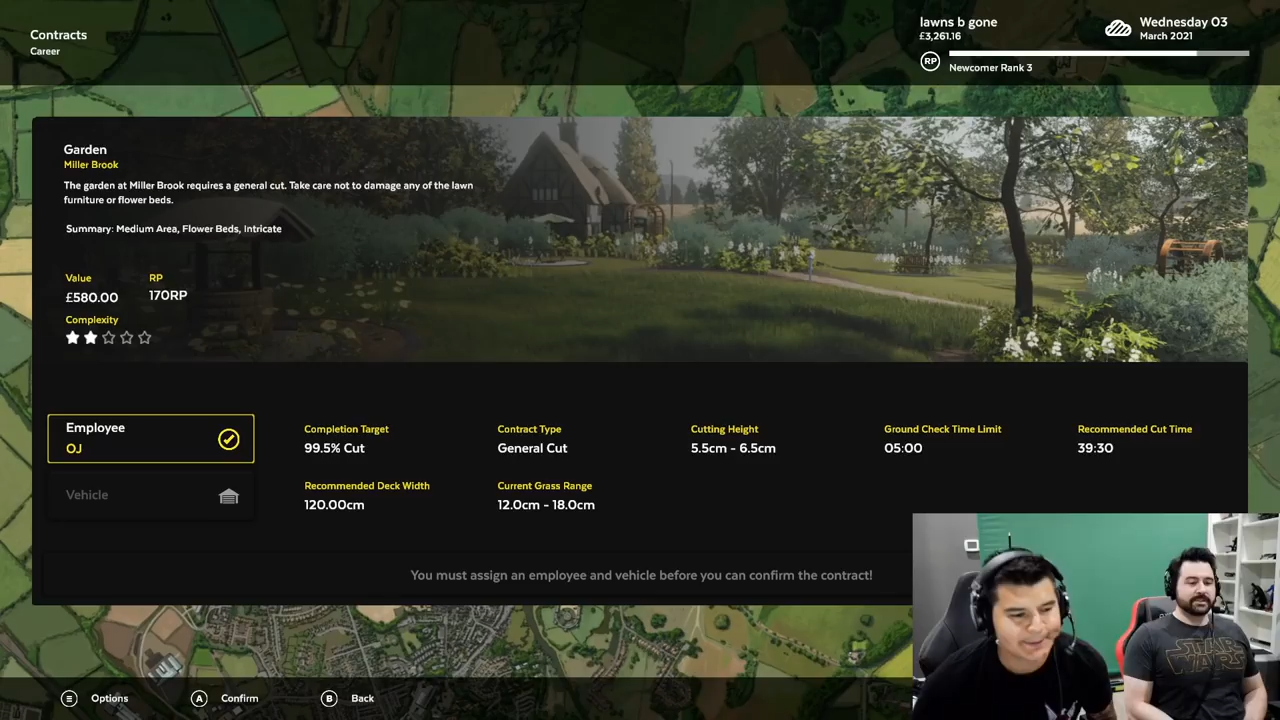 Contracts
Career
lawns b gone
£3,261.16
Wednesday 03
March 2021
RP
Newcomer Rank 3
Garden
Miller Brook
The garden at Miller Brook requires a general cut. Take care not to damage any of the lawn
furniture or flower beds.
Summary: Medium Area, Flower Beds, Intricate
Value
RP
£580.00
170RP
Complexity
Employee
OJ
Vehicle
Completion Target
99.5% Cut
Contract Type
General Cut
Cutting Height
5.5cm - 6.5cm
Ground Check Time Limit
05:00
Recommended Cut Time
39:30
Recommended Deck Width
120.00cm
Current Grass Range
12.0cm - 18.0cm
You must assign an employee and vehicle before you can confirm the contract!
STAR
WARS
Options
A
Confirm
B
Back